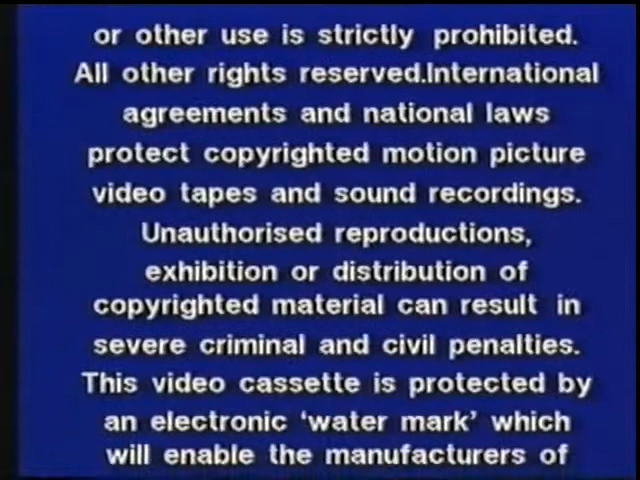 or other use is strictly prohibited.
All other rights reserved.International
agreements and national laws
protect copyrighted motion picture
video tapes and sound recordings.
Unauthorised reproductions,
exhibition or distribution of
copyrighted material can result in
severe criminal and civil penalties.
This video cassette is protected by
an electronic ‘water mark’ which
will enable the manufacturers of